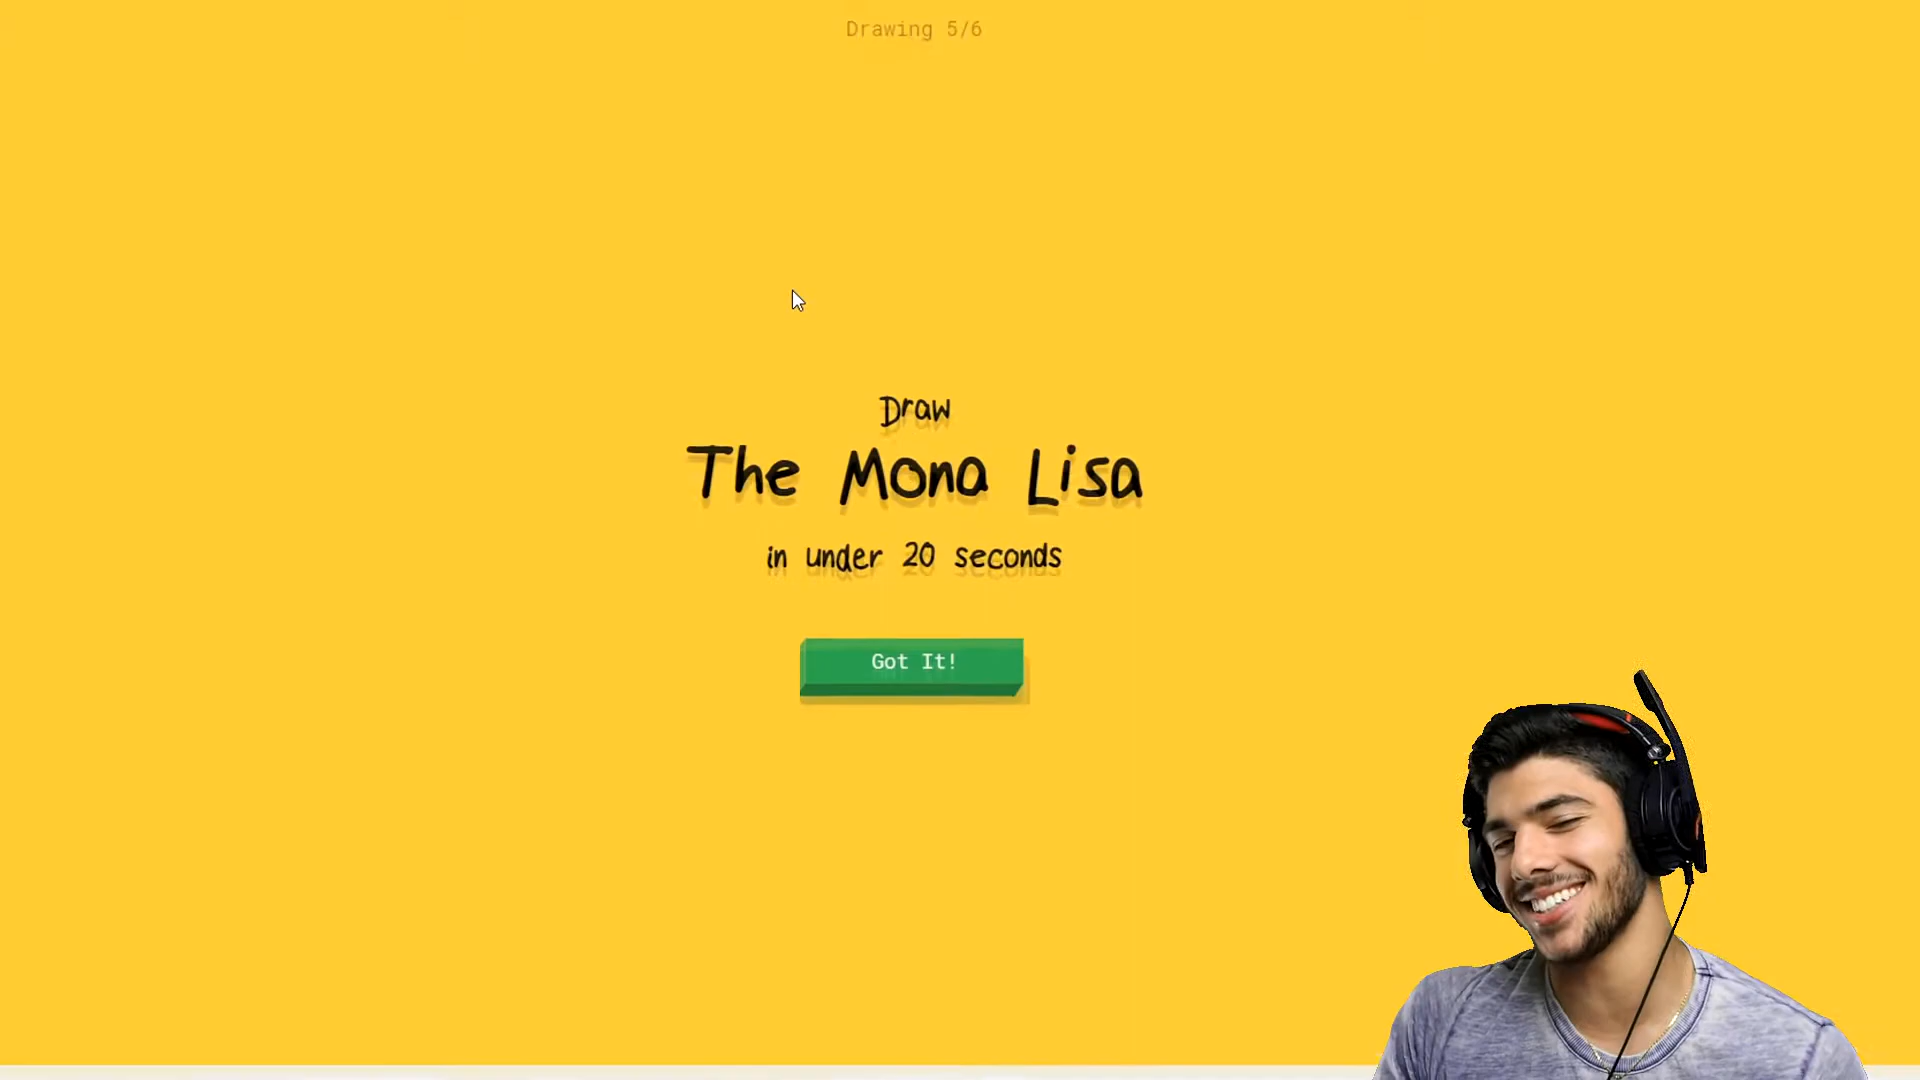 Drawing 5/6
Draw
The Mona Lisa
in under 20 seconds
Got It!